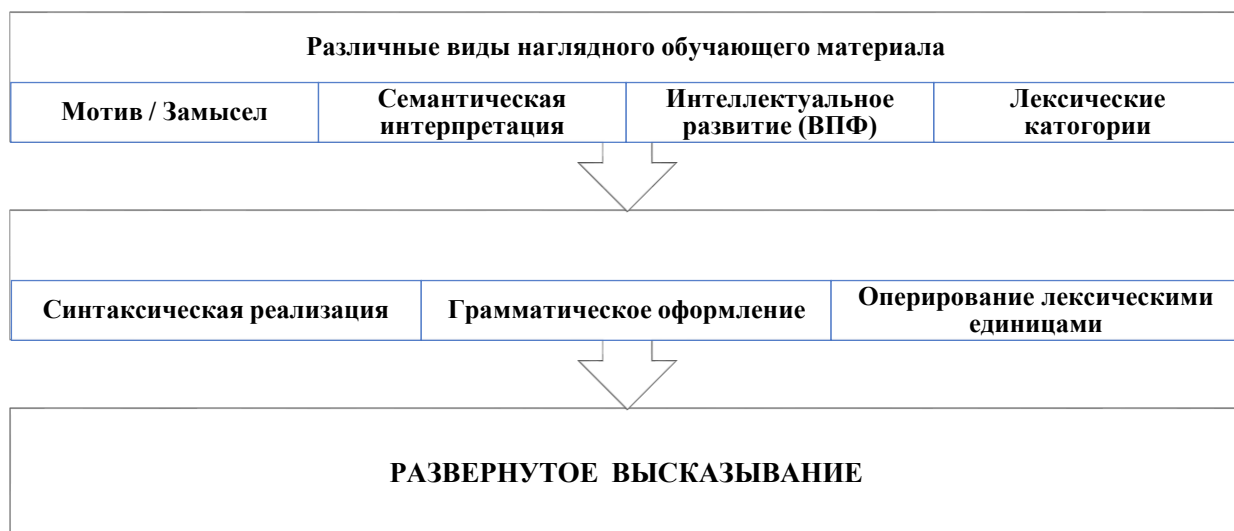 Различные виды наглядного обучающего материала
Мотив / Замысел
Семантическая
интерпретация
Интеллектуальное
развитие (ВПФ)
Лексические
катогории
Синтаксическая реализация
Грамматическое оформление
Оперирование лексическими
единицами
РАЗВЕРНУТОЕ ВЫСКАЗЫВАНИЕ